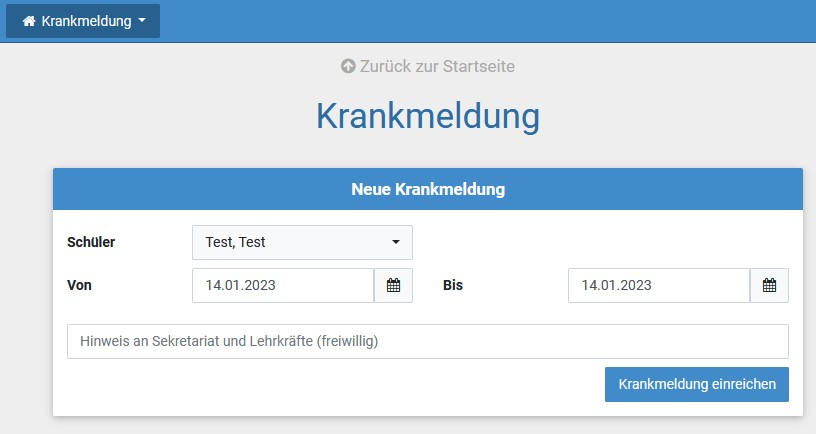 Krankmeldung
Zurück zur Startseite
Krankmeldung
Neue Krankmeldung
Schüler Test, Test
Von 14.01.2023 Bis 14.01.2023
Hinweis an Sekretariat und Lehrkräfte (freiwillig)
Krankmeldung einreichen